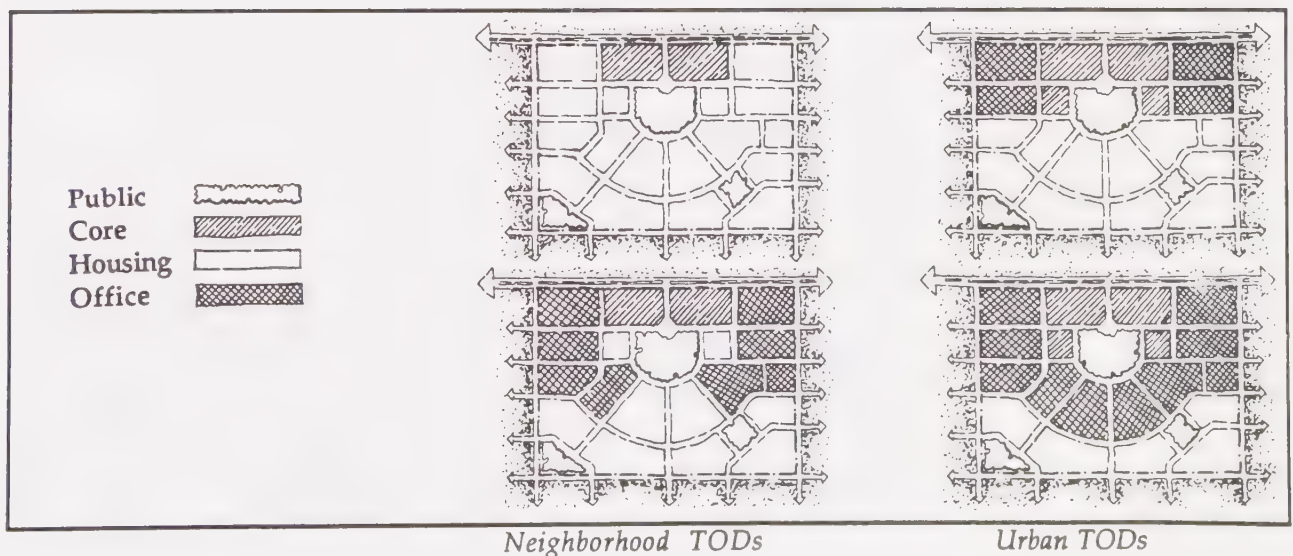 Public
Core
Housing
Office
Neighborhood TODs
Urban TODs